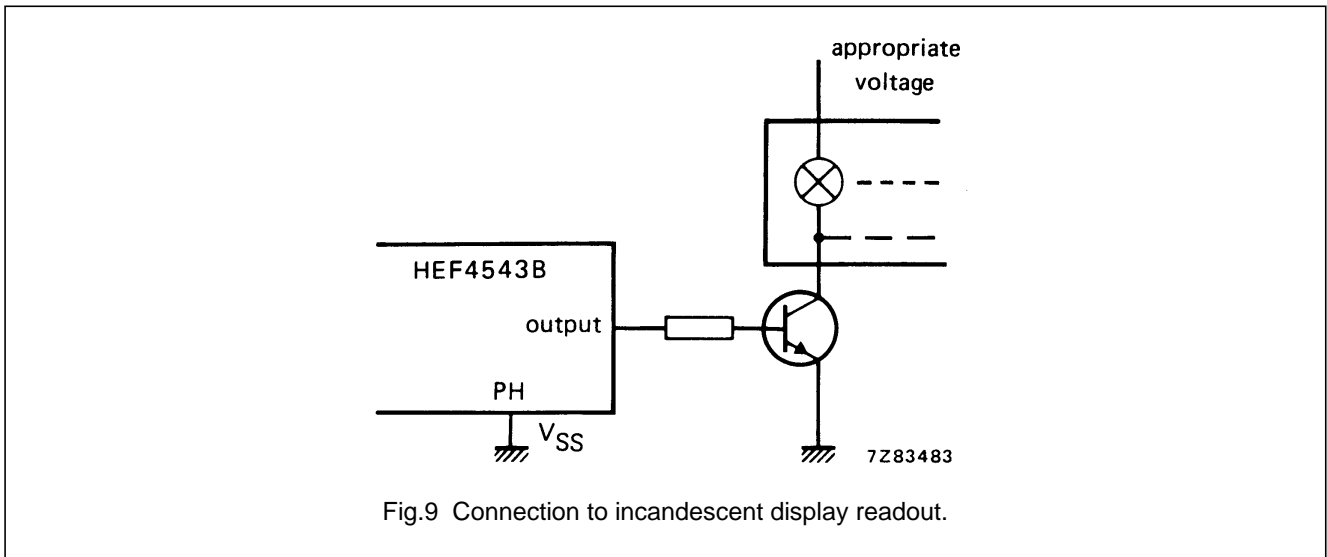 appropriate
voltage
HEF4543B
output
PH
VSS
7Z83483
Fig.9 Connection to incandescent display readout.